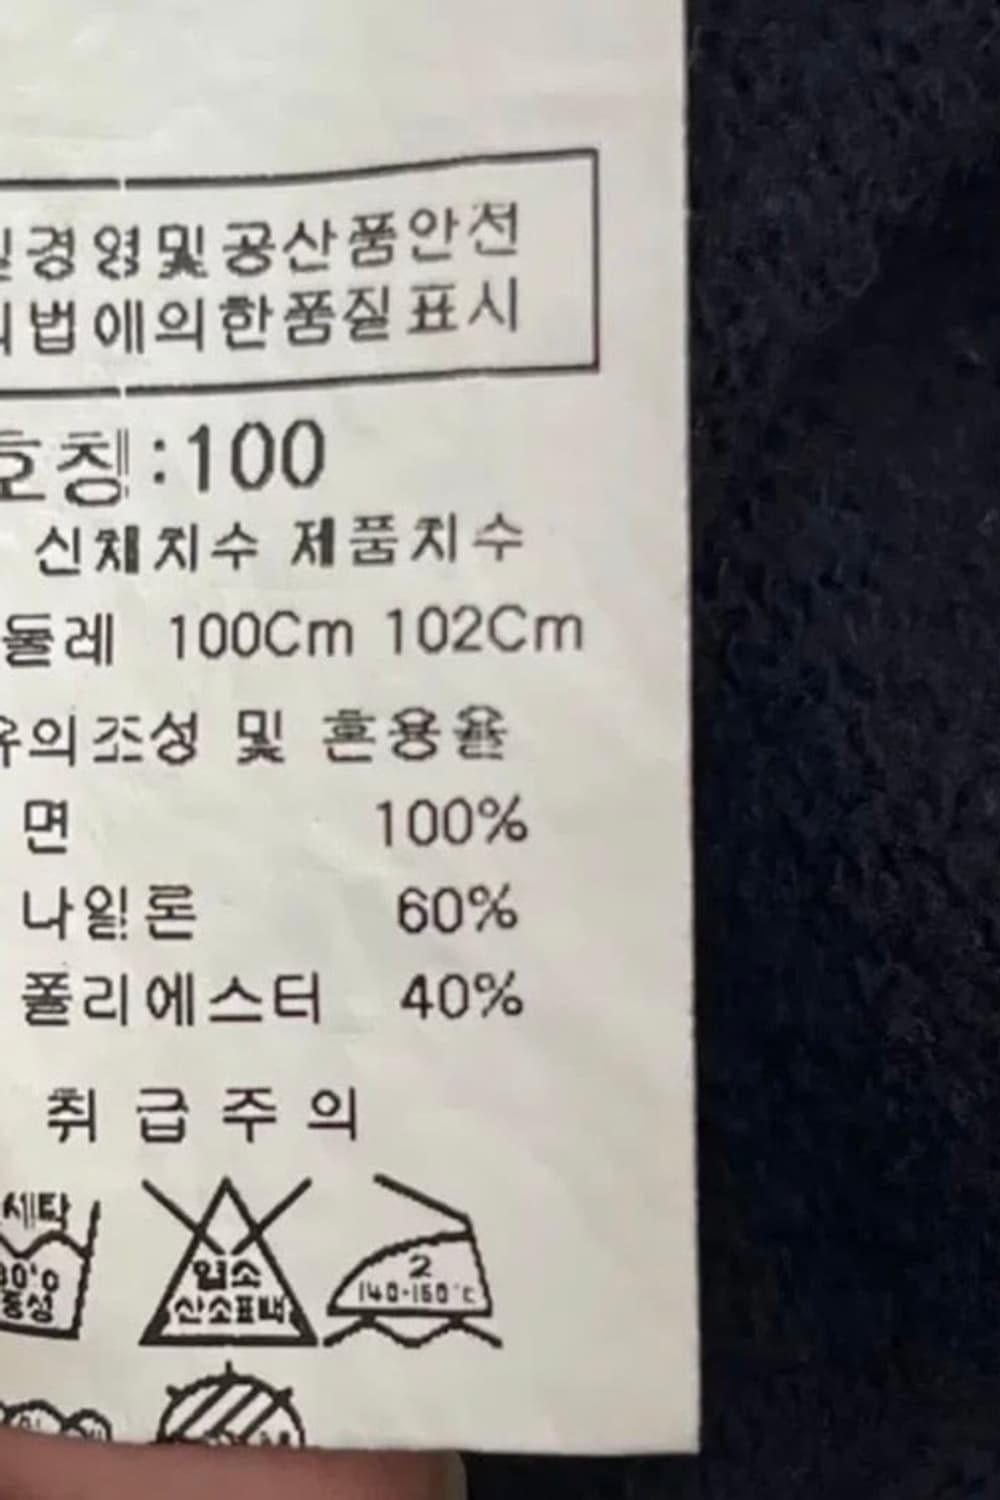 경영및공산품안전
법에의한품질표시
호칭:100
신체치수 제품치수
둘레 100Cm 102Cm
유의조성 및 혼용율
면 100%
나일론 60%
폴리에스터 40%
취급주의
세탁
중성
염소
산소표백
2
140-160℃